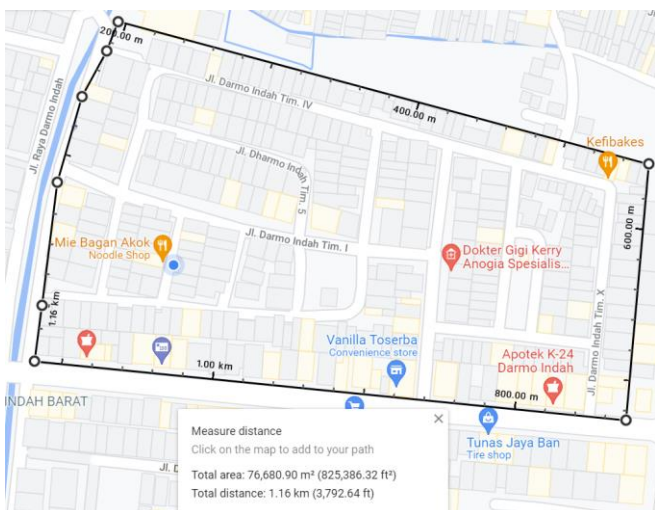 200.00 m
Jl. Raya Darmo Indah
Jl. Darmo Indah Tim. IV
400.00 m
Kefibakes
Jl. Dharmo Indah Tim. S
600.00 m
Jl. Darmo Indah Tim. I
Mie Bagan Akok
Noodle Shop
Dokter Gigi Kerry
Anogia Spesialis...
Jl. Darmo Indah Tim. X
1.16 km
Vanilla Toserba
Convenience store
1.00 km
Apotek K-24
Darmo Indah
800.00 m
INDAH BARAT
Tunas Jaya Ban
Tire shop
Measure distance
Click on the map to add to your path
Total area: 76,680.90 m² (825,386.32 ft²)
Total distance: 1.16 km (3,792.64 ft)